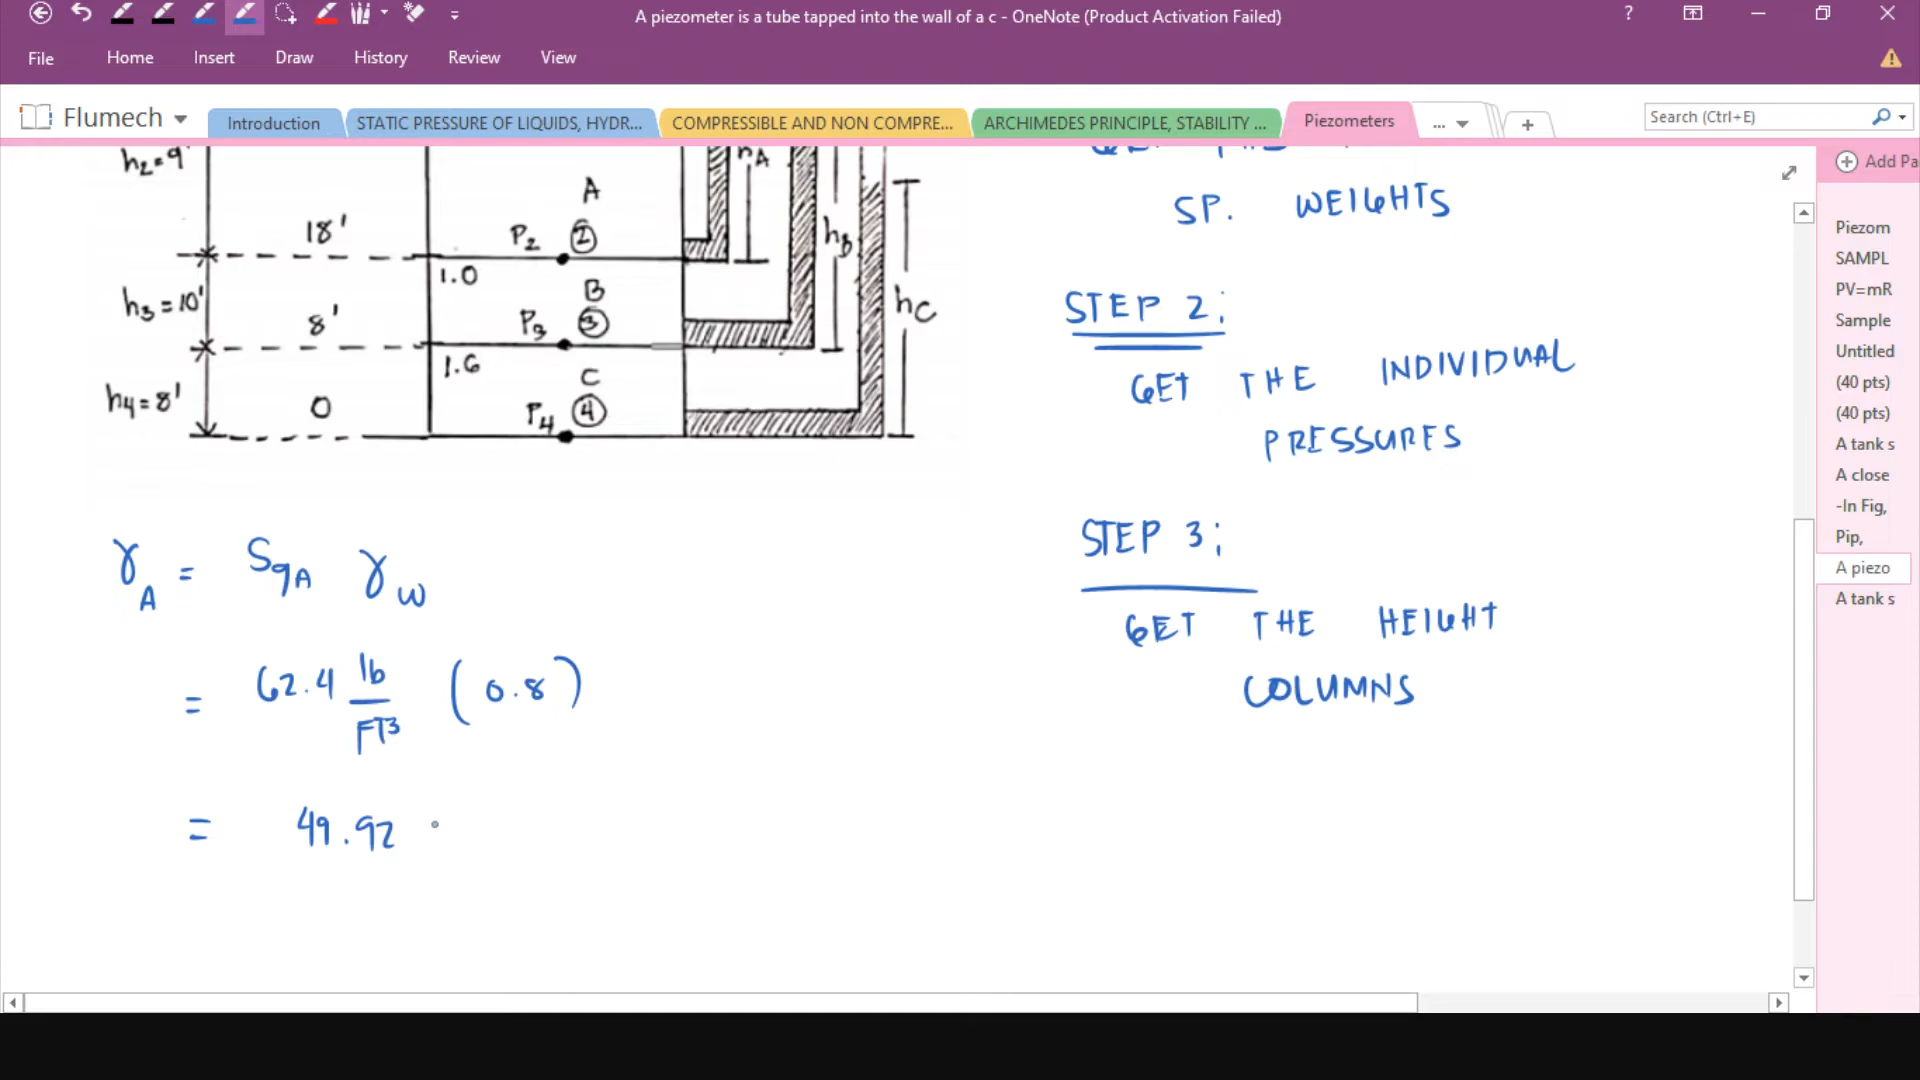 A piezometer is a tube tapped into the wall of a c - OneNote (Product Activation Failed)
?
File Home Insert Draw History Review View
Flumech
Introduction
STATIC PRESSURE OF LIQUIDS, HYDR...
COMPRESSIBLE AND NON COMPRE...
ARCHIMEDES PRINCIPLE, STABILITY ...
Piezometers
...
Search (Ctrl+E)
Add Pa
Piezom
SAMPL
PV=mR
Sample
Untitled
(40 pts)
(40 pts)
A tank s
A close
-In Fig,
Pip,
A piezo
A tank s
h2=9'
hA
A
18'
P2 ②
hB
1.0
B
h3=10'
8'
P3 ③
hC
1.6
C
h4=8'
0
P4 ④
SP. WEIGHTS
STEP 2:
GET THE INDIVIDUAL
PRESSURES
STEP 3:
GET THE HEIGHT
COLUMNS
γA = SgA γw
= 62.4 lb/FT³ (0.8)
= 49.92